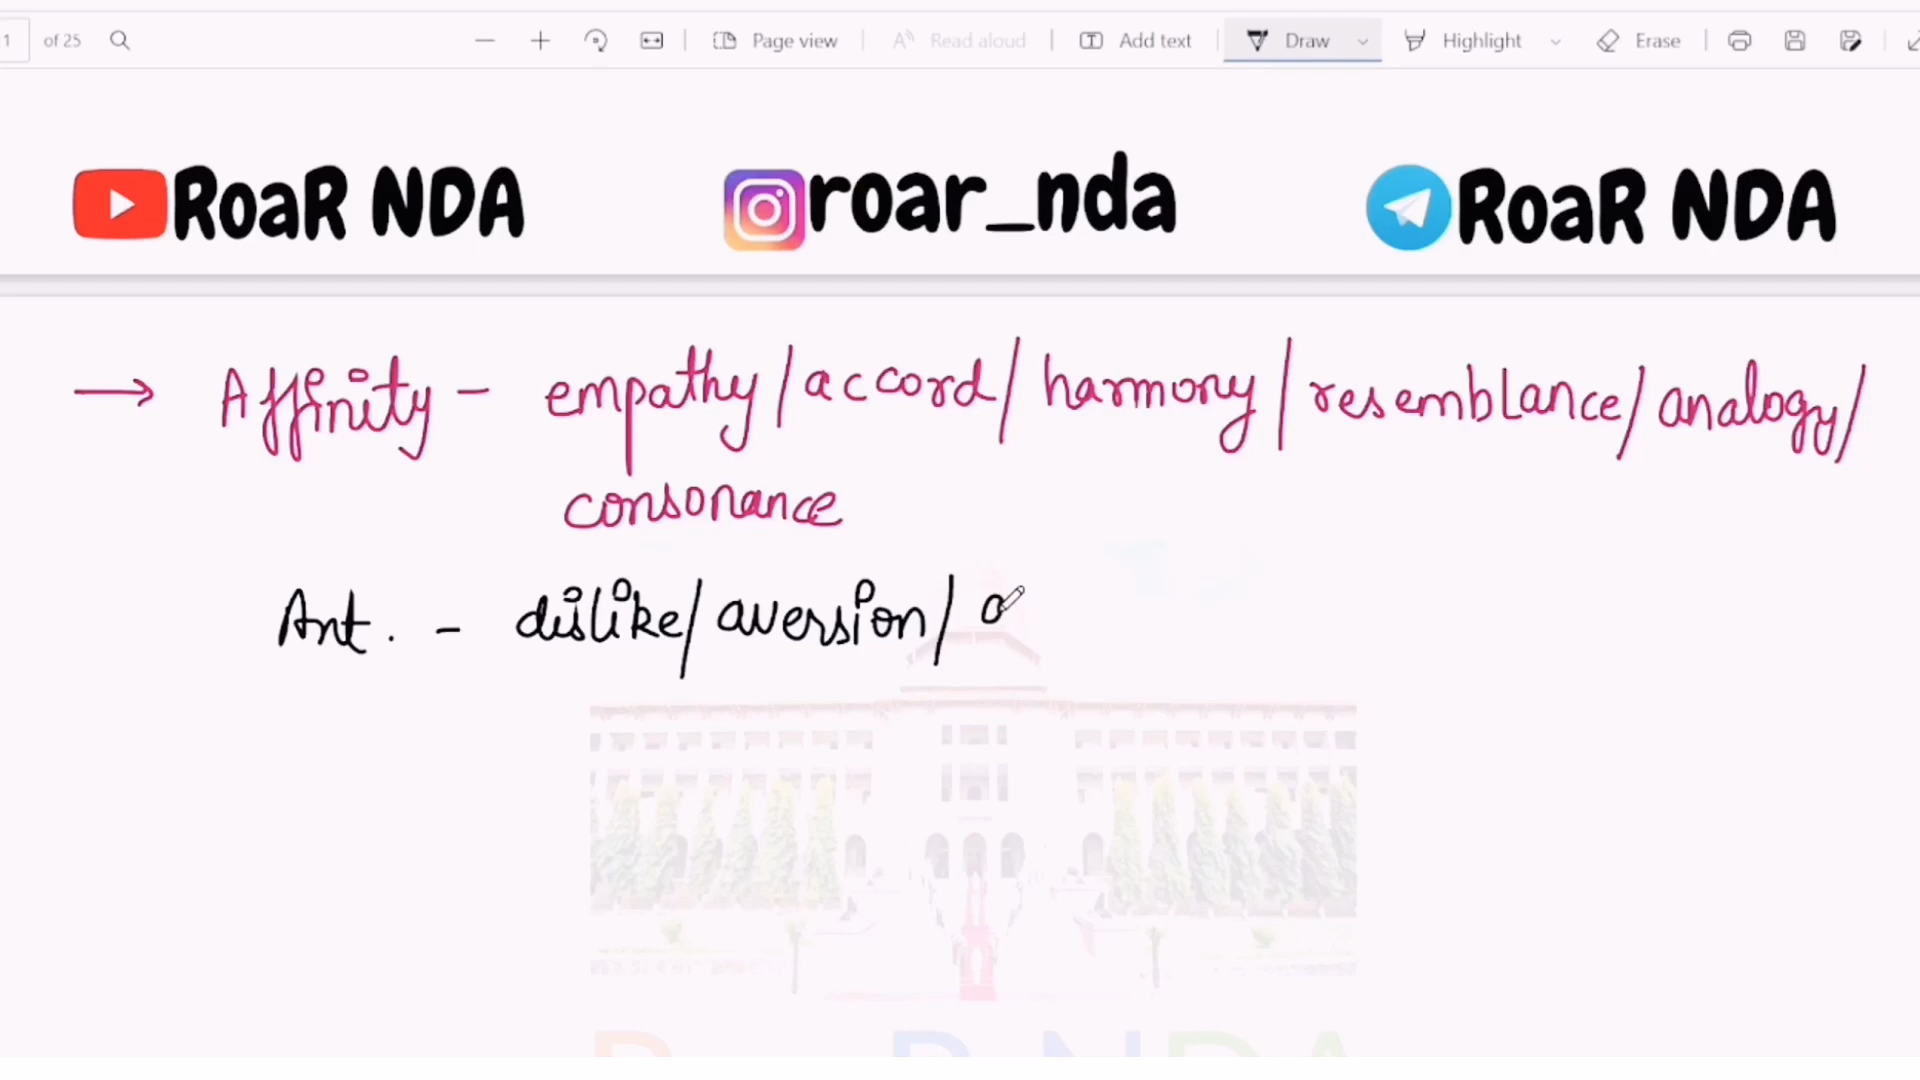 1 of 25 Page view Read aloud Add text Draw Highlight Erase
RoaR NDA roar_nda RoaR NDA
→ Affinity - empathy/accord/harmony/resemblance/analogy/
consonance
Ant. - dislike/aversion/